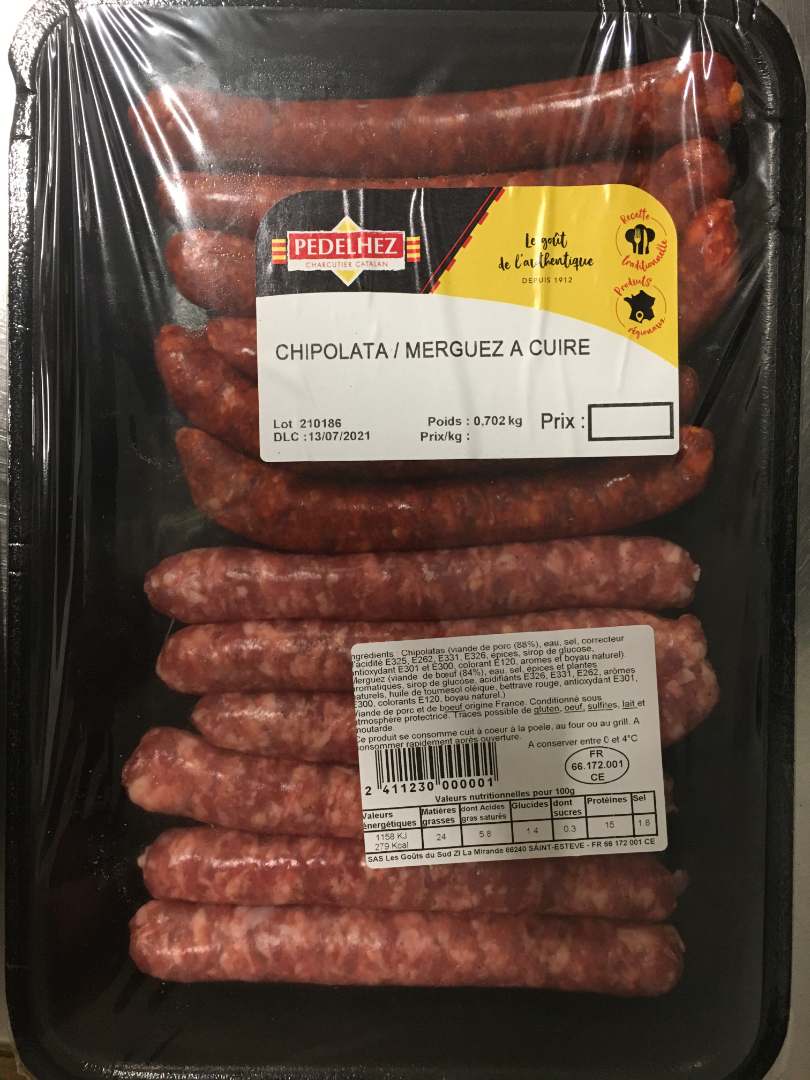 PEDELHEZ
CHARCUTIER CATALAN
Le goût
de l'authentique
DEPUIS 1912
Recette
traditionnelle
Produits
régionaux
CHIPOLATA / MERGUEZ A CUIRE
Lot 210186
DLC :13/07/2021
Poids : 0,702 kg
Prix/kg :
Prix :
ngrédients Chipolatas (viande de porc (88%), eau, sel, correcteur
'acidité E325, E262, E331, E326, épices, sirop de glucose,
antioxydant E301 et E300, colorant E120, aromes et boyau naturel).
Merguez (viande de bœuf (84%), eau, sel, épices et plantes
aromatiques, sirop de glucose, acidifiants E326, E331, E262, arômes
naturels, huile de tournesol oléique, bettrave rouge, antioxydant E301,
E300, colorants E120, boyau naturel.)
Viande de porc et de boeuf origine France. Conditionné sous
atmosphère protectrice. Traces possible de gluten, oeuf, sulfites, lait et
moutarde.
Ce produit se consomme cuit à coeur à la poele, au four ou au grill. A
consommer rapidement après ouverture.
A conserver entre 0 et 4°C
FR
66.172.001
CE
2 411230 000001
Valeurs nutritionnelles pour 100g
Valeurs énergétiques Matières grasses dont Acides gras saturés Glucides dont sucres Protéines Sel
1158 KJ
279 Kcal 24 5.8 1.4 0.3 15 1.8
SAS Les Goûts du Sud ZI La Mirande 66240 SAINT-ESTEVE - FR 66 172 001 CE